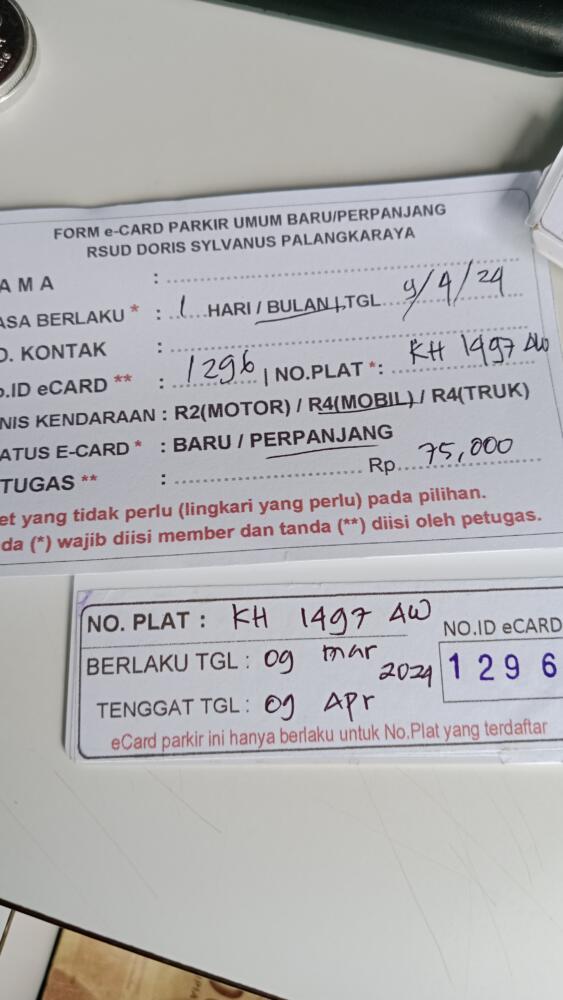 FORM e-CARD PARKIR UMUM BARU/PERPANJANG
RSUD DORIS SYLVANUS PALANGKARAYA
AMA :
ASA BERLAKU * : 1 HARI / BULAN | TGL 9/4/24
O. KONTAK :
o.ID eCARD ** : 1296 | NO.PLAT *: KH 1497 AW
NIS KENDARAAN : R2(MOTOR) / R4(MOBIL) / R4(TRUK)
ATUS E-CARD * : BARU / PERPANJANG
TUGAS ** : Rp. 75,000
et yang tidak perlu (lingkari yang perlu) pada pilihan.
da (*) wajib diisi member dan tanda (**) diisi oleh petugas.
NO. PLAT : KH 1497 AW
NO.ID eCARD
BERLAKU TGL : 09 mar 2024
1296
TENGGAT TGL : 09 Apr
eCard parkir ini hanya berlaku untuk No.Plat yang terdaftar